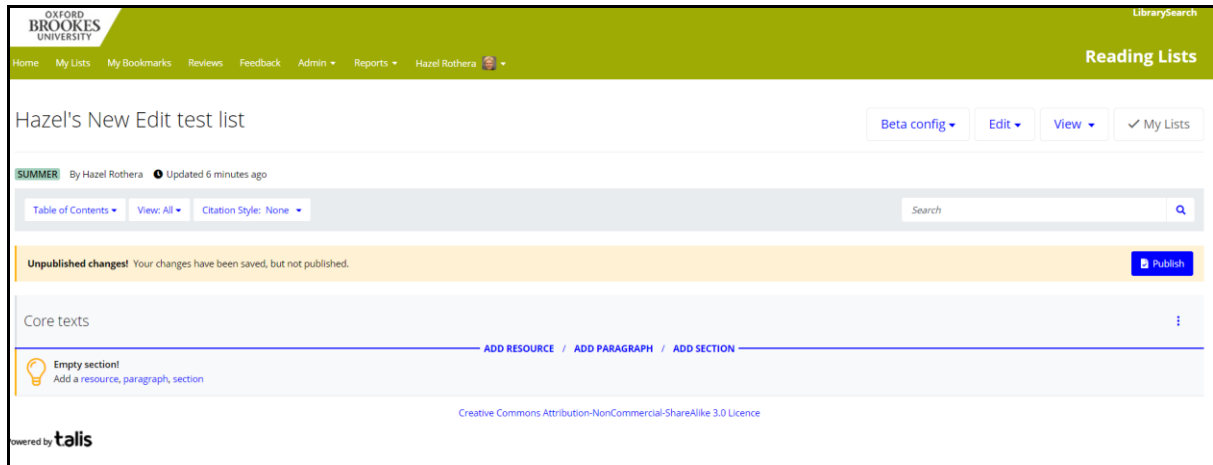 OXFORD
BROOKES
UNIVERSITY
LibrarySearch
Home My Lists My Bookmarks Reviews Feedback Admin Reports Hazel Rothera
Reading Lists
Hazel's New Edit test list
Beta config Edit View My Lists
SUMMER By Hazel Rothera Updated 6 minutes ago
Table of Contents View: All Citation Style: None Search
Unpublished changes! Your changes have been saved, but not published. Publish
Core texts
ADD RESOURCE / ADD PARAGRAPH / ADD SECTION
Empty section!
Add a resource, paragraph, section
Creative Commons Attribution-NonCommercial-ShareAlike 3.0 Licence
Powered by talis